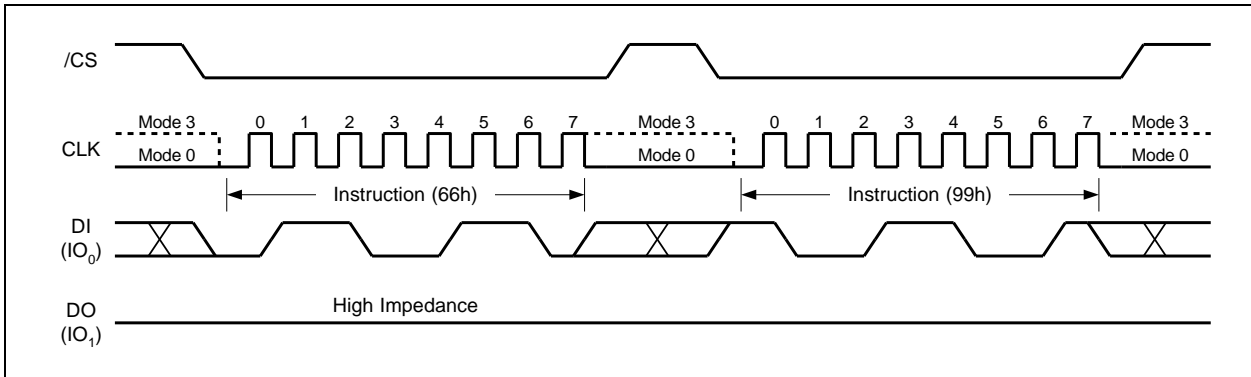 /CS
Mode 3 0 1 2 3 4 5 6 7 Mode 3 0 1 2 3 4 5 6 7 Mode 3
CLK
Mode 0 Mode 0 Mode 0
Instruction (66h) Instruction (99h)
DI
(IO0)
High Impedance
DO
(IO1)